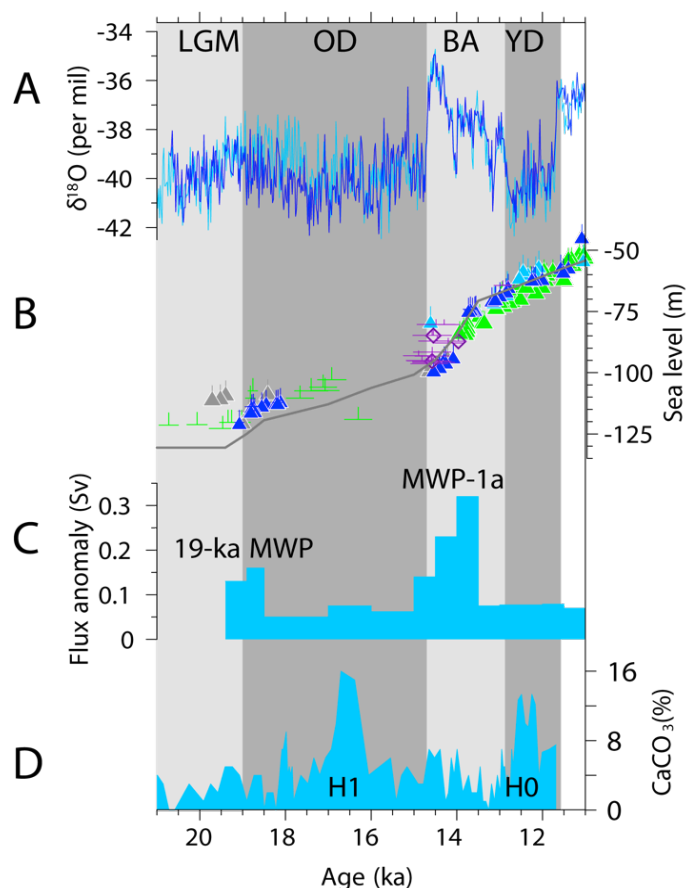 LGM OD BA YD
A
δ¹⁸O (per mil)
-34
-36
-38
-40
-42
B
-50
-75
-100
-125
Sea level (m)
MWP-1a
19-ka MWP
C
Flux anomaly (Sv)
0.3
0.2
0.1
0
D
H1 H0
16
8
0
CaCO₃(%)
20 18 16 14 12
Age (ka)